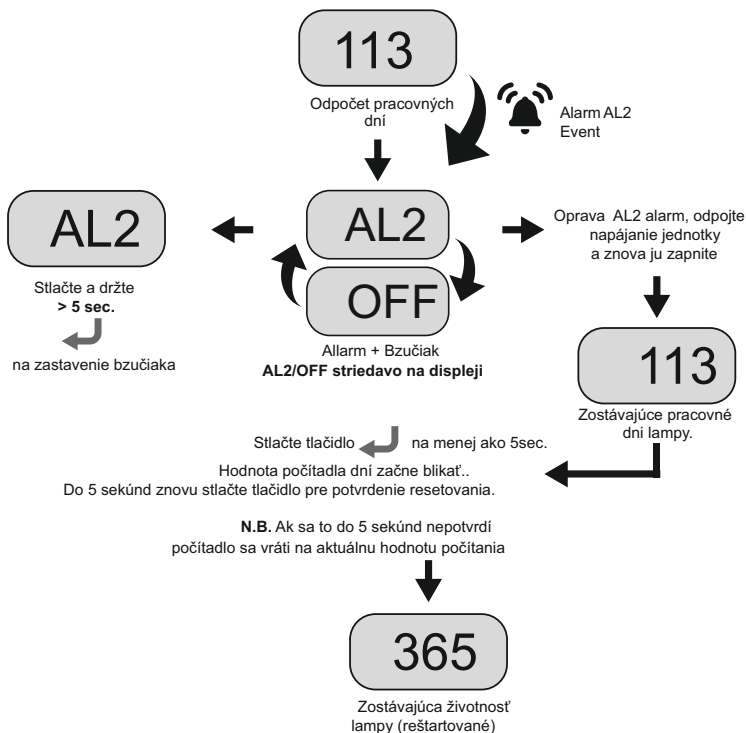 113
Odpočet pracovných
dní
Alarm AL2
Event
AL2
Stlačte a držte
> 5 sec.
na zastavenie bzučiaka
AL2
OFF
Allarm + Bzučiak
AL2/OFF striedavo na displeji
Oprava AL2 alarm, odpojte
napájanie jednotky
a znova ju zapnite
113
Zostávajúce pracovné
dni lampy.
Stlačte tlačidlo na menej ako 5sec.
Hodnota počítadla dní začne blikať..
Do 5 sekúnd znovu stlačte tlačidlo pre potvrdenie resetovania.
N.B. Ak sa to do 5 sekúnd nepotvrdí
počítadlo sa vráti na aktuálnu hodnotu počítania
365
Zostávajúca životnosť
lampy (reštartované)